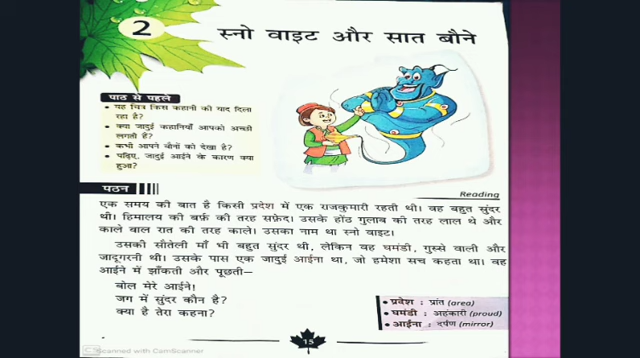 2
स्नो वाइट और सात बौने
पाठ से पहले
• यह चित्र किस कहानी की याद दिला
रहा है?
• क्या जादुई कहानियाँ आपको अच्छी
लगती हैं?
• कभी आपने बौनों को देखा है?
• पढ़िए, जादुई आईने के कारण क्या
हुआ?
पठन
Reading
एक समय की बात है किसी प्रदेश में एक राजकुमारी रहती थी। वह बहुत सुंदर
थी। हिमालय की बर्फ़ की तरह सफ़ेद। उसके होंठ गुलाब की तरह लाल थे और
काले बाल रात की तरह काले। उसका नाम था स्नो वाइट।
उसकी सौतेली माँ भी बहुत सुंदर थी, लेकिन वह घमंडी, गुस्से वाली और
जादूगरनी थी। उसके पास एक जादुई आईना था, जो हमेशा सच कहता था। वह
आईने में झाँकती और पूछती—
बोल मेरे आईने!
जग में सुंदर कौन है?
क्या है तेरा कहना?
• प्रदेश : प्रांत (area)
• घमंडी : अहंकारी (proud)
• आईना : दर्पण (mirror)
15
CS Scanned with CamScanner